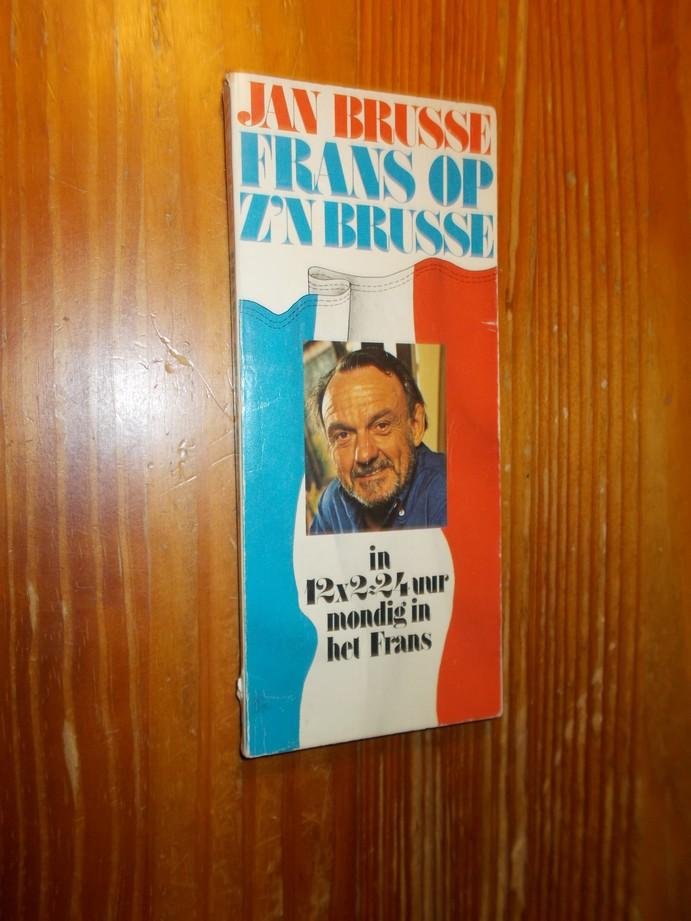 JAN BRUSSE
FRANS OP
Z'N BRUSSE
in
12x2=24 uur
mondig in
het Frans